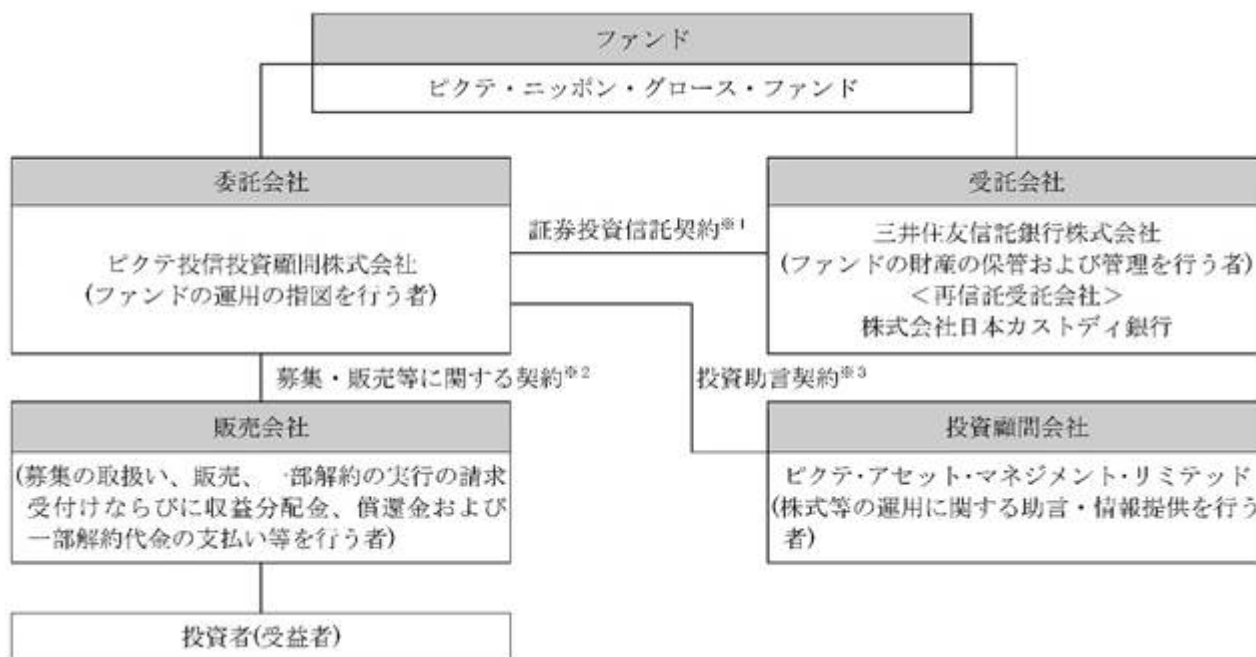 ファンド
ピクテ・ニッポン・グロース・ファンド
委託会社
ピクテ投信投資顧問株式会社
(ファンドの運用の指図を行う者)
証券投資信託契約※1
受託会社
三井住友信託銀行株式会社
(ファンドの財産の保管および管理を行う者)
＜再信託受託会社＞
株式会社日本カストディ銀行
募集・販売等に関する契約※2
投資助言契約※3
販売会社
(募集の取扱い、販売、一部解約の実行の請求
受付けならびに収益分配金、償還金および
一部解約代金の支払い等を行う者)
投資顧問会社
ピクテ・アセット・マネジメント・リミテッド
(株式等の運用に関する助言・情報提供を行う
者)
投資者(受益者)